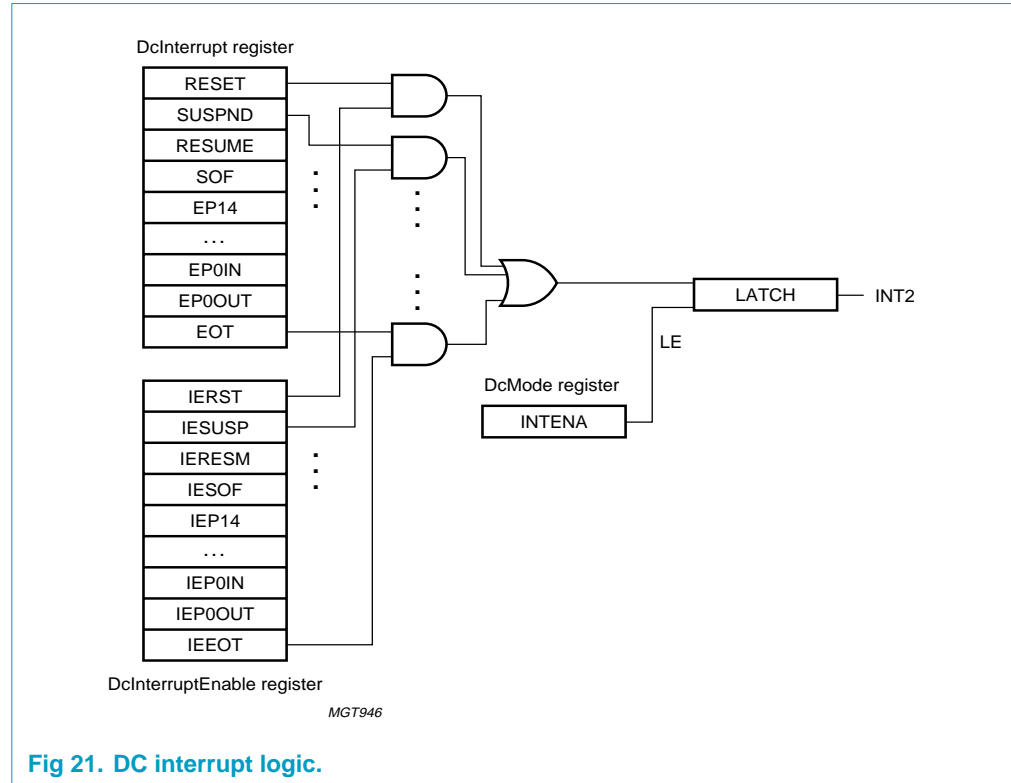 DcInterrupt register
RESET
SUSPND
RESUME
SOF
EP14
...
EP0IN
EP0OUT
EOT
IERST
IESUSP
IERESM
IESOF
IEP14
...
IEP0IN
IEP0OUT
IEEOT
DcInterruptEnable register
LATCH
INT2
LE
DcMode register
INTENA
MGT946
Fig 21. DC interrupt logic.